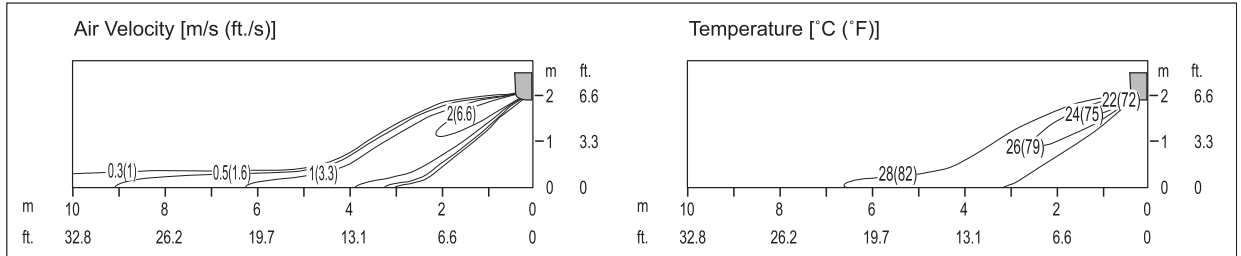 Air Velocity [m/s (ft./s)]
m ft.
2 6.6
2(6.6)
1 3.3
0.3(1) 0.5(1.6) 1(3.3)
0 0
m 10 8 6 4 2 0
ft. 32.8 26.2 19.7 13.1 6.6 0
Temperature [˚C (˚F)]
m ft.
22(72) 2 6.6
24(75)
26(79) 1 3.3
28(82)
0 0
m 10 8 6 4 2 0
ft. 32.8 26.2 19.7 13.1 6.6 0